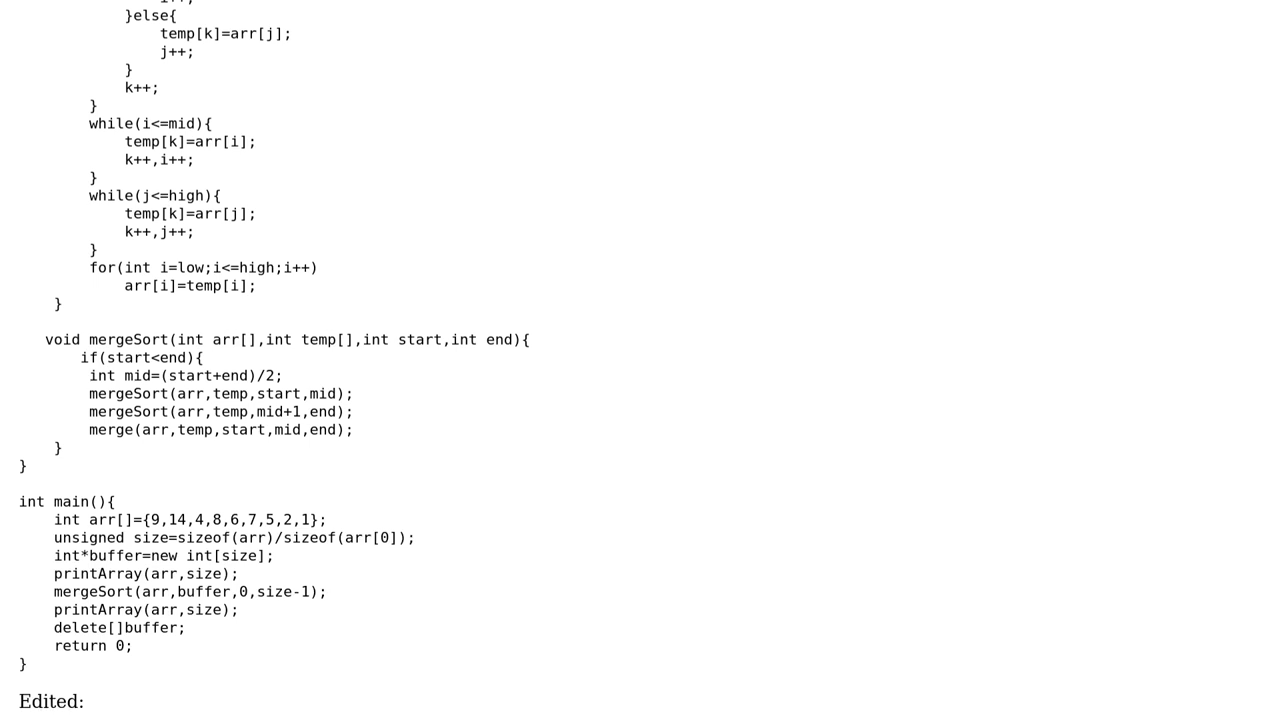 i++;
}else{
temp[k]=arr[j];
j++;
}
k++;
}
while(i<=mid){
temp[k]=arr[i];
k++,i++;
}
while(j<=high){
temp[k]=arr[j];
k++,j++;
}
for(int i=low;i<=high;i++)
arr[i]=temp[i];
}
void mergeSort(int arr[],int temp[],int start,int end){
if(start<end){
int mid=(start+end)/2;
mergeSort(arr,temp,start,mid);
mergeSort(arr,temp,mid+1,end);
merge(arr,temp,start,mid,end);
}
}
int main(){
int arr[]={9,14,4,8,6,7,5,2,1};
unsigned size=sizeof(arr)/sizeof(arr[0]);
int*buffer=new int[size];
printArray(arr,size);
mergeSort(arr,buffer,0,size-1);
printArray(arr,size);
delete[]buffer;
return 0;
}
Edited: